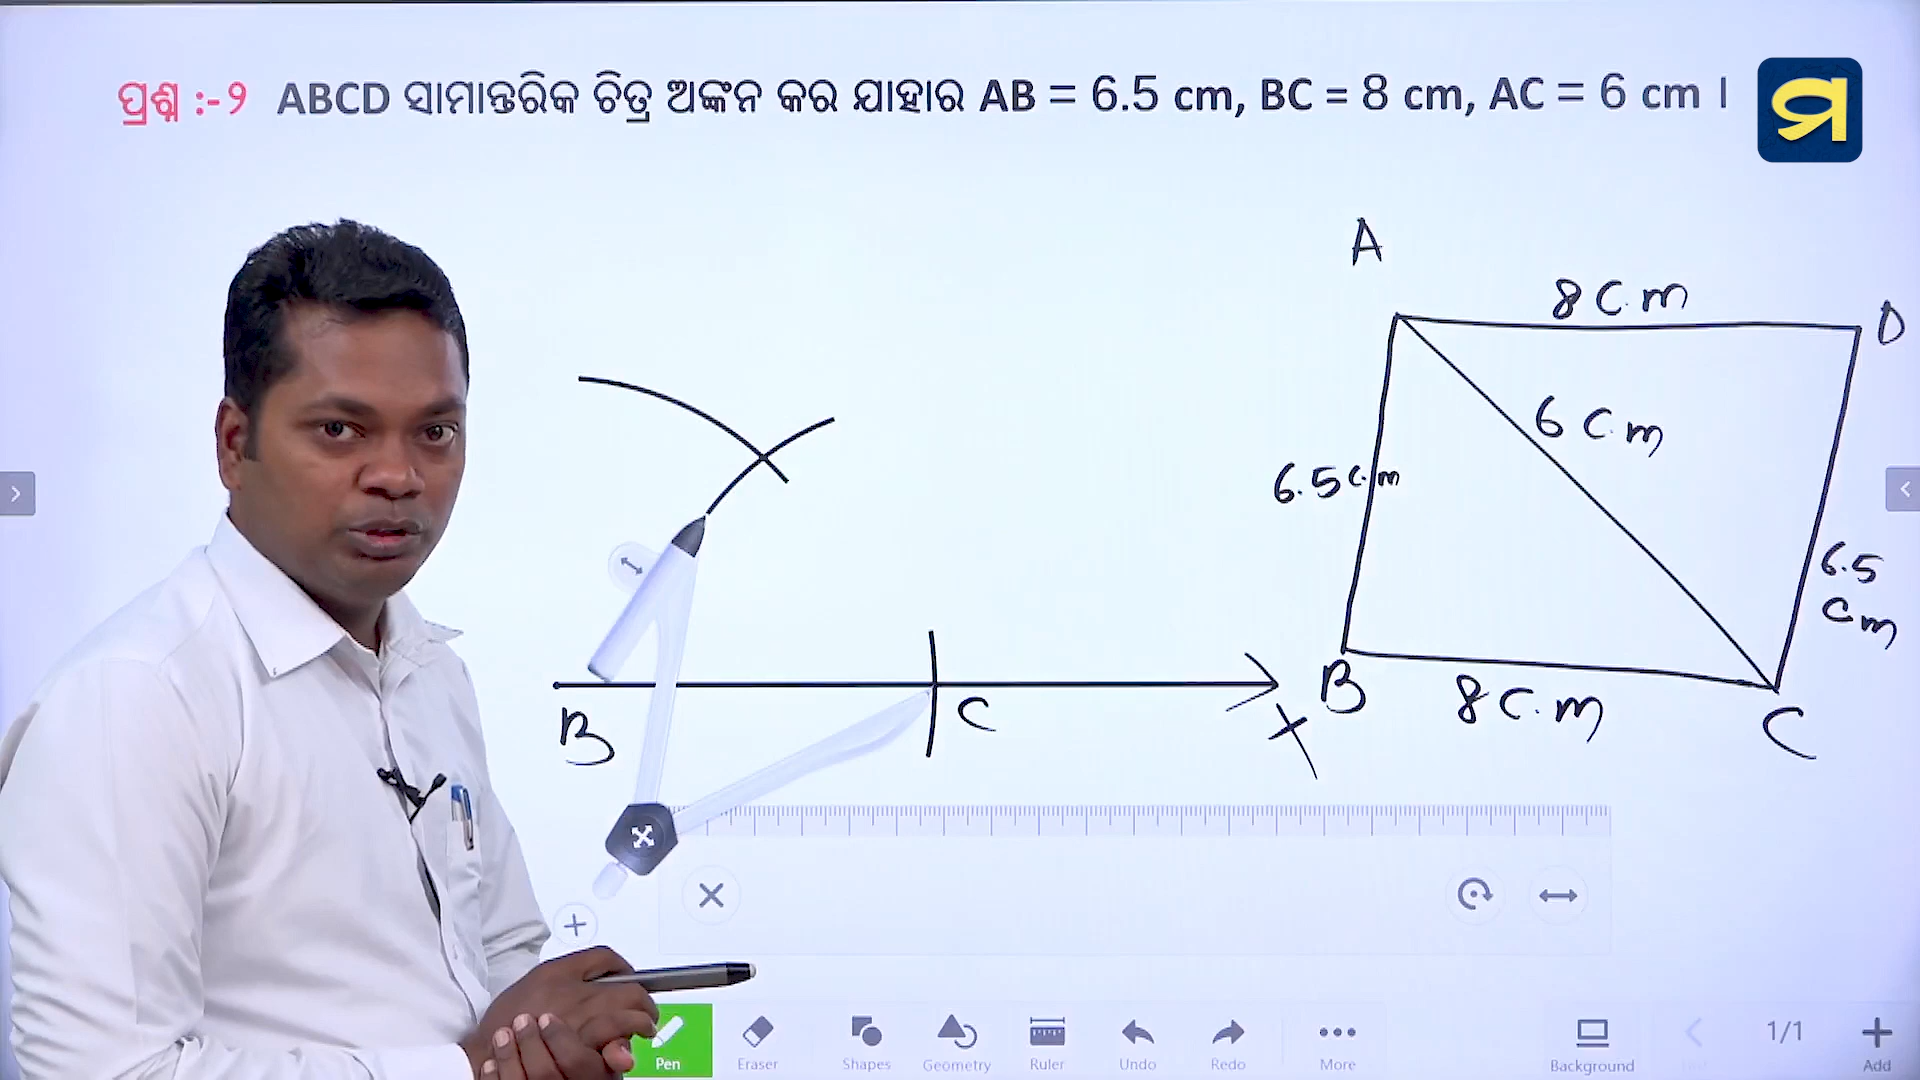 ପ୍ରଶ୍ନ :- ୨ ABCD ସାମାନ୍ତରିକ ଚିତ୍ର ଅଙ୍କନ କର ଯାହାର AB = 6.5 cm, BC = 8 cm, AC = 6 cm ।
ମ
A
8 C.m
D
6 C.m
6.5 c.m
6.5
cm
B
C
X
B
8 C.m
C
Pen
Eraser
Shapes
Geometry
Ruler
Undo
Redo
More
Background
1/1
Add